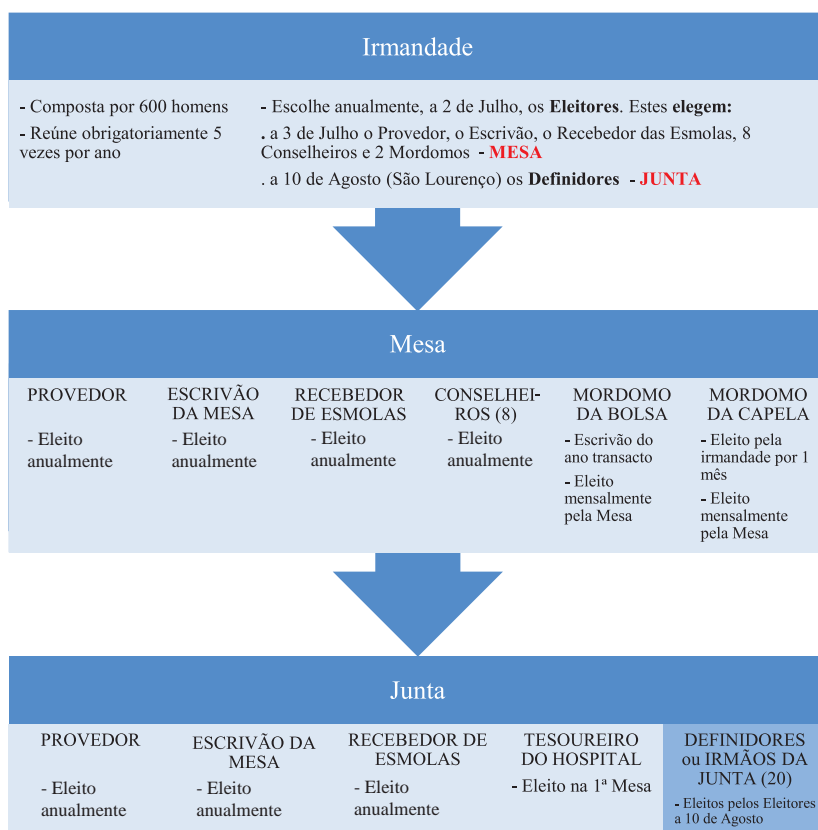 Irmandade
- Composta por 600 homens
- Reúne obrigatoriamente 5
vezes por ano
- Escolhe anualmente, a 2 de Julho, os Eleitores. Estes elegem:
. a 3 de Julho o Provedor, o Escrivão, o Recebedor das Esmolas, 8
Conselheiros e 2 Mordomos - MESA
. a 10 de Agosto (São Lourenço) os Definidores - JUNTA
Mesa
PROVEDOR
- Eleito
anualmente
ESCRIVÃO
DA MESA
- Eleito
anualmente
RECEBEDOR
DE ESMOLAS
- Eleito
anualmente
CONSELHEI-
ROS (8)
- Eleito
anualmente
MORDOMO
DA BOLSA
- Escrivão do
ano transacto
- Eleito
mensalmente
pela Mesa
MORDOMO
DA CAPELA
- Eleito pela
irmandade por 1
mês
- Eleito
mensalmente
pela Mesa
Junta
PROVEDOR
- Eleito
anualmente
ESCRIVÃO DA
MESA
- Eleito
anualmente
RECEBEDOR DE
ESMOLAS
- Eleito
anualmente
TESOUREIRO
DO HOSPITAL
- Eleito na 1ª Mesa
DEFINIDORES
ou IRMÃOS DA
JUNTA (20)
- Eleitos pelos Eleitores
a 10 de Agosto